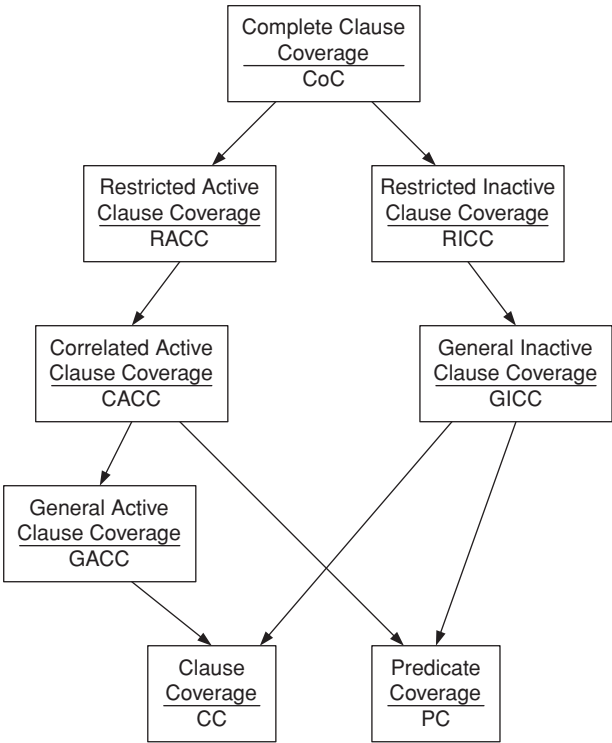 Complete Clause
Coverage
CoC
Restricted Active
Clause Coverage
RACC
Restricted Inactive
Clause Coverage
RICC
Correlated Active
Clause Coverage
CACC
General Inactive
Clause Coverage
GICC
General Active
Clause Coverage
GACC
Clause
Coverage
CC
Predicate
Coverage
PC